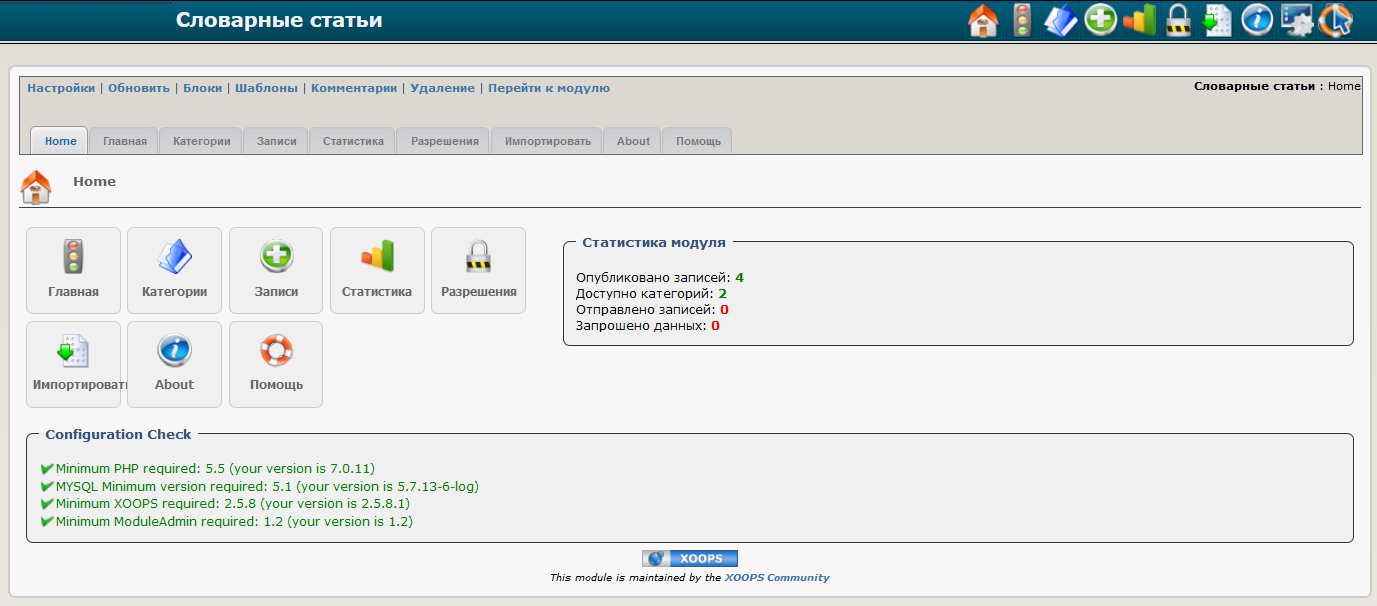 Словарные статьи
Настройки | Обновить | Блоки | Шаблоны | Комментарии | Удаление | Перейти к модулю
Словарные статьи : Home
Home Главная Категории Записи Статистика Разрешения Импортировать About Помощь
Home
Главная Категории Записи Статистика Разрешения
Импортировать About Помощь
Статистика модуля
Опубликовано записей: 4
Доступно категорий: 2
Отправлено записей: 0
Запрошено данных: 0
Configuration Check
Minimum PHP required: 5.5 (your version is 7.0.11)
MYSQL Minimum version required: 5.1 (your version is 5.7.13-6-log)
Minimum XOOPS required: 2.5.8 (your version is 2.5.8.1)
Minimum ModuleAdmin required: 1.2 (your version is 1.2)
XOOPS
This module is maintained by the XOOPS Community